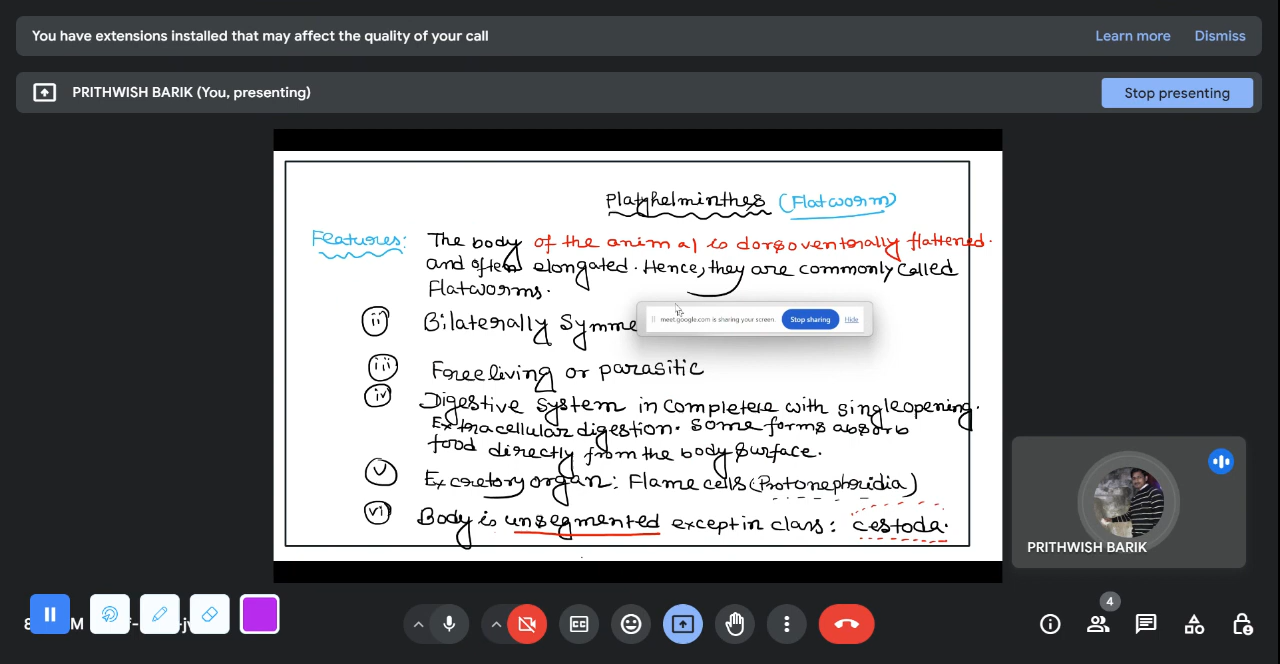 You have extensions installed that may affect the quality of your call
Learn more
Dismiss
PRITHWISH BARIK (You, presenting)
Stop presenting
Platyhelminthes (Flatworm)
Features: The body of the animal is dorsoventrally flattened.
and often elongated. Hence, they are commonly called
Flatworms.
ii Bilaterally Symme
meet.google.com is sharing your screen.
Stop sharing
Hide
iii Free living or parasitic
iv Digestive system in complete with single opening.
Extracellular digestion. Some forms absorb
food directly from the body surface.
v Excretory organ: Flame cells (Protonephridia)
vi Body is unsegmented except in class: cestoda.
PRITHWISH BARIK
4